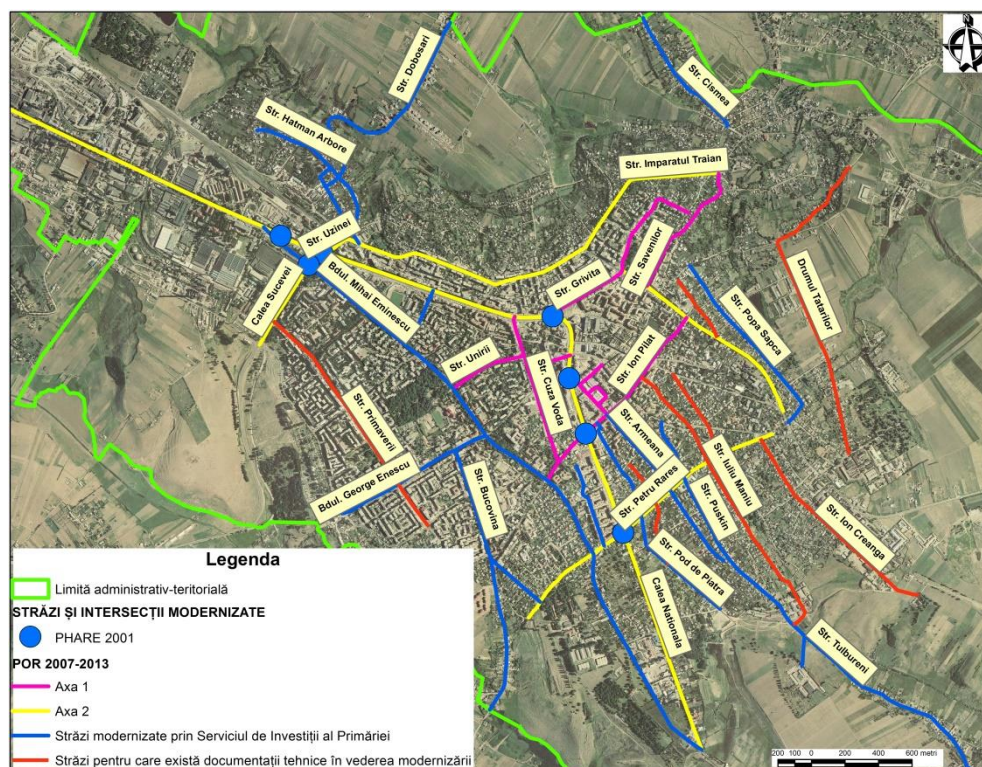 N
Str. Dobosari
Str. Cismea
Str. Hatman Arbore
Str. Imparatul Traian
Str. Uzinei
Str. Savenilor
Drumul Tatarilor
Calea Sucevei
Bdul. Mihai Eminescu
Str. Grivita
Str. Popa Sapca
Str. Unirii
Str. Ion Pilat
Str. Cuza Voda
Str. Primaverii
Str. Armeana
Str. Iuliu Maniu
Bdul. George Enescu
Str. Bucovina
Str. Petru Rares
Str. Puskin
Str. Ion Creanga
Str. Pod de Piatra
Calea Nationala
Str. Tulbureni
Legenda
Limită administrativ-teritorială
STRĂZI ȘI INTERSECȚII MODERNIZATE
PHARE 2001
POR 2007-2013
Axa 1
Axa 2
Străzi modernizate prin Serviciul de Investiții al Primăriei
Străzi pentru care există documentații tehnice în vederea modernizării
200 100 0 200 400 600 metri